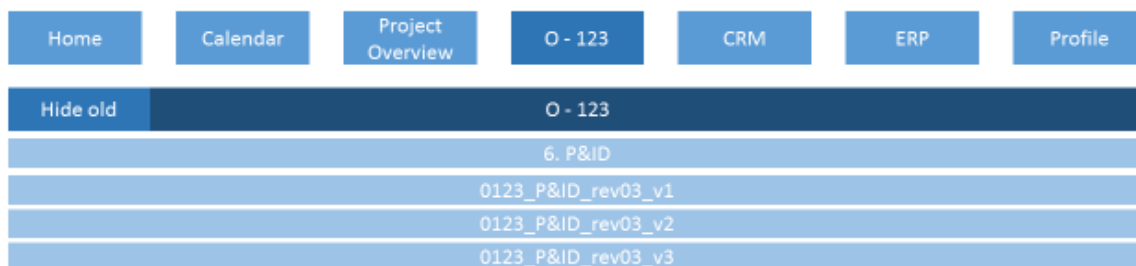 Home
Calendar
Project
Overview
O - 123
CRM
ERP
Profile
Hide old
O - 123
6. P&ID
0123_P&ID_rev03_v1
0123_P&ID_rev03_v2
0123_P&ID_rev03_v3